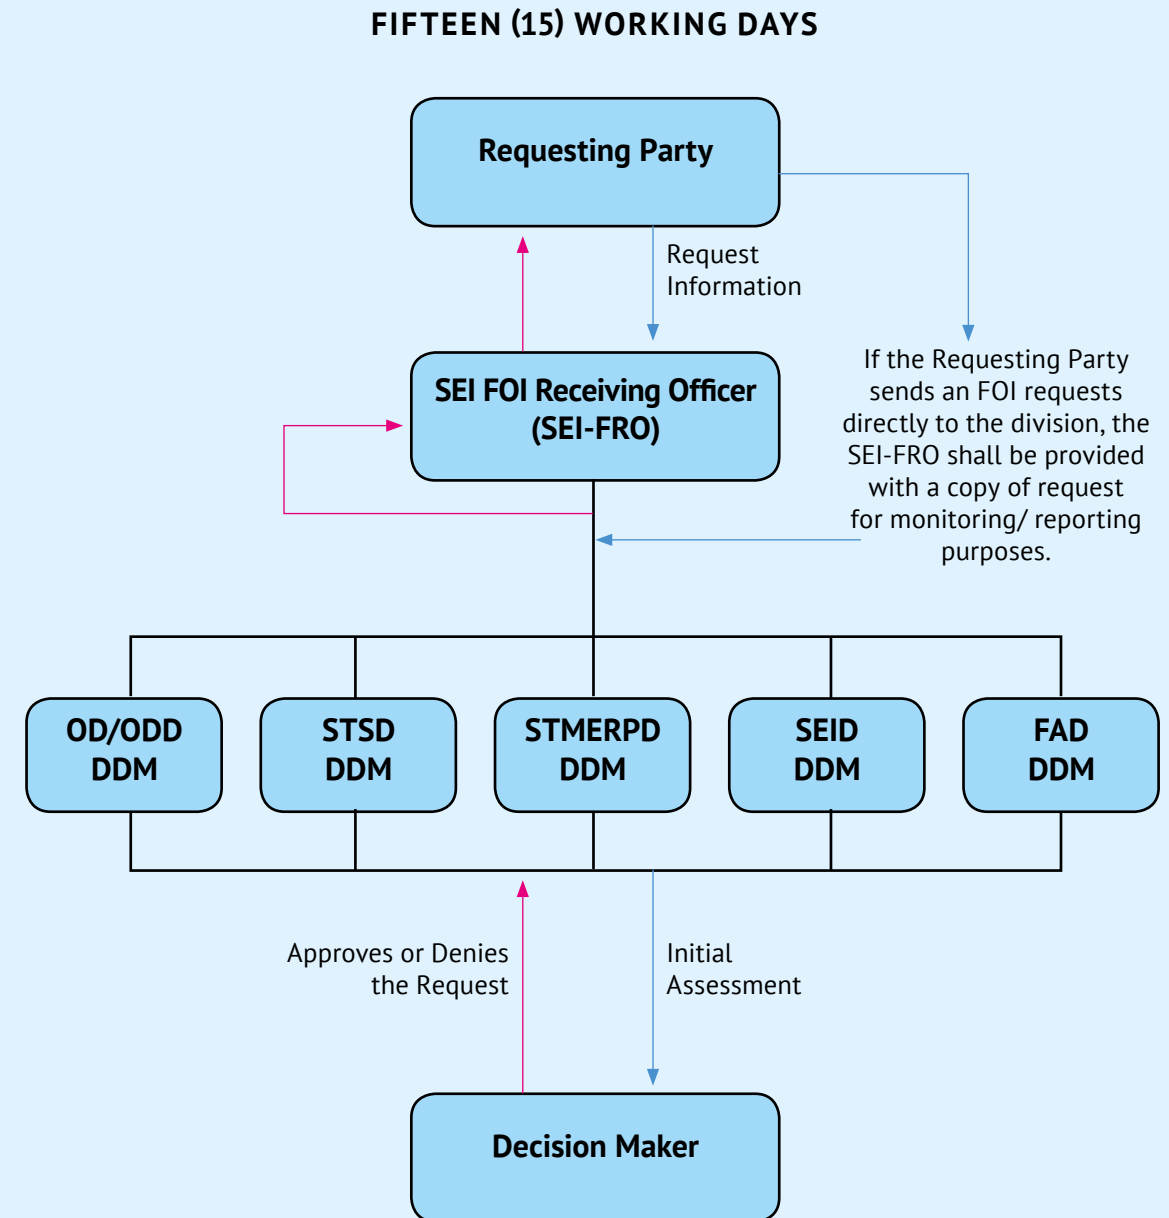 FIFTEEN (15) WORKING DAYS
Requesting Party
Request
Information
SEI FOI Receiving Officer
(SEI-FRO)
If the Requesting Party
sends an FOI requests
directly to the division, the
SEI-FRO shall be provided
with a copy of request
for monitoring/ reporting
purposes.
OD/ODD
DDM
STSD
DDM
STMERPD
DDM
SEID
DDM
FAD
DDM
Approves or Denies
the Request
Initial
Assessment
Decision Maker